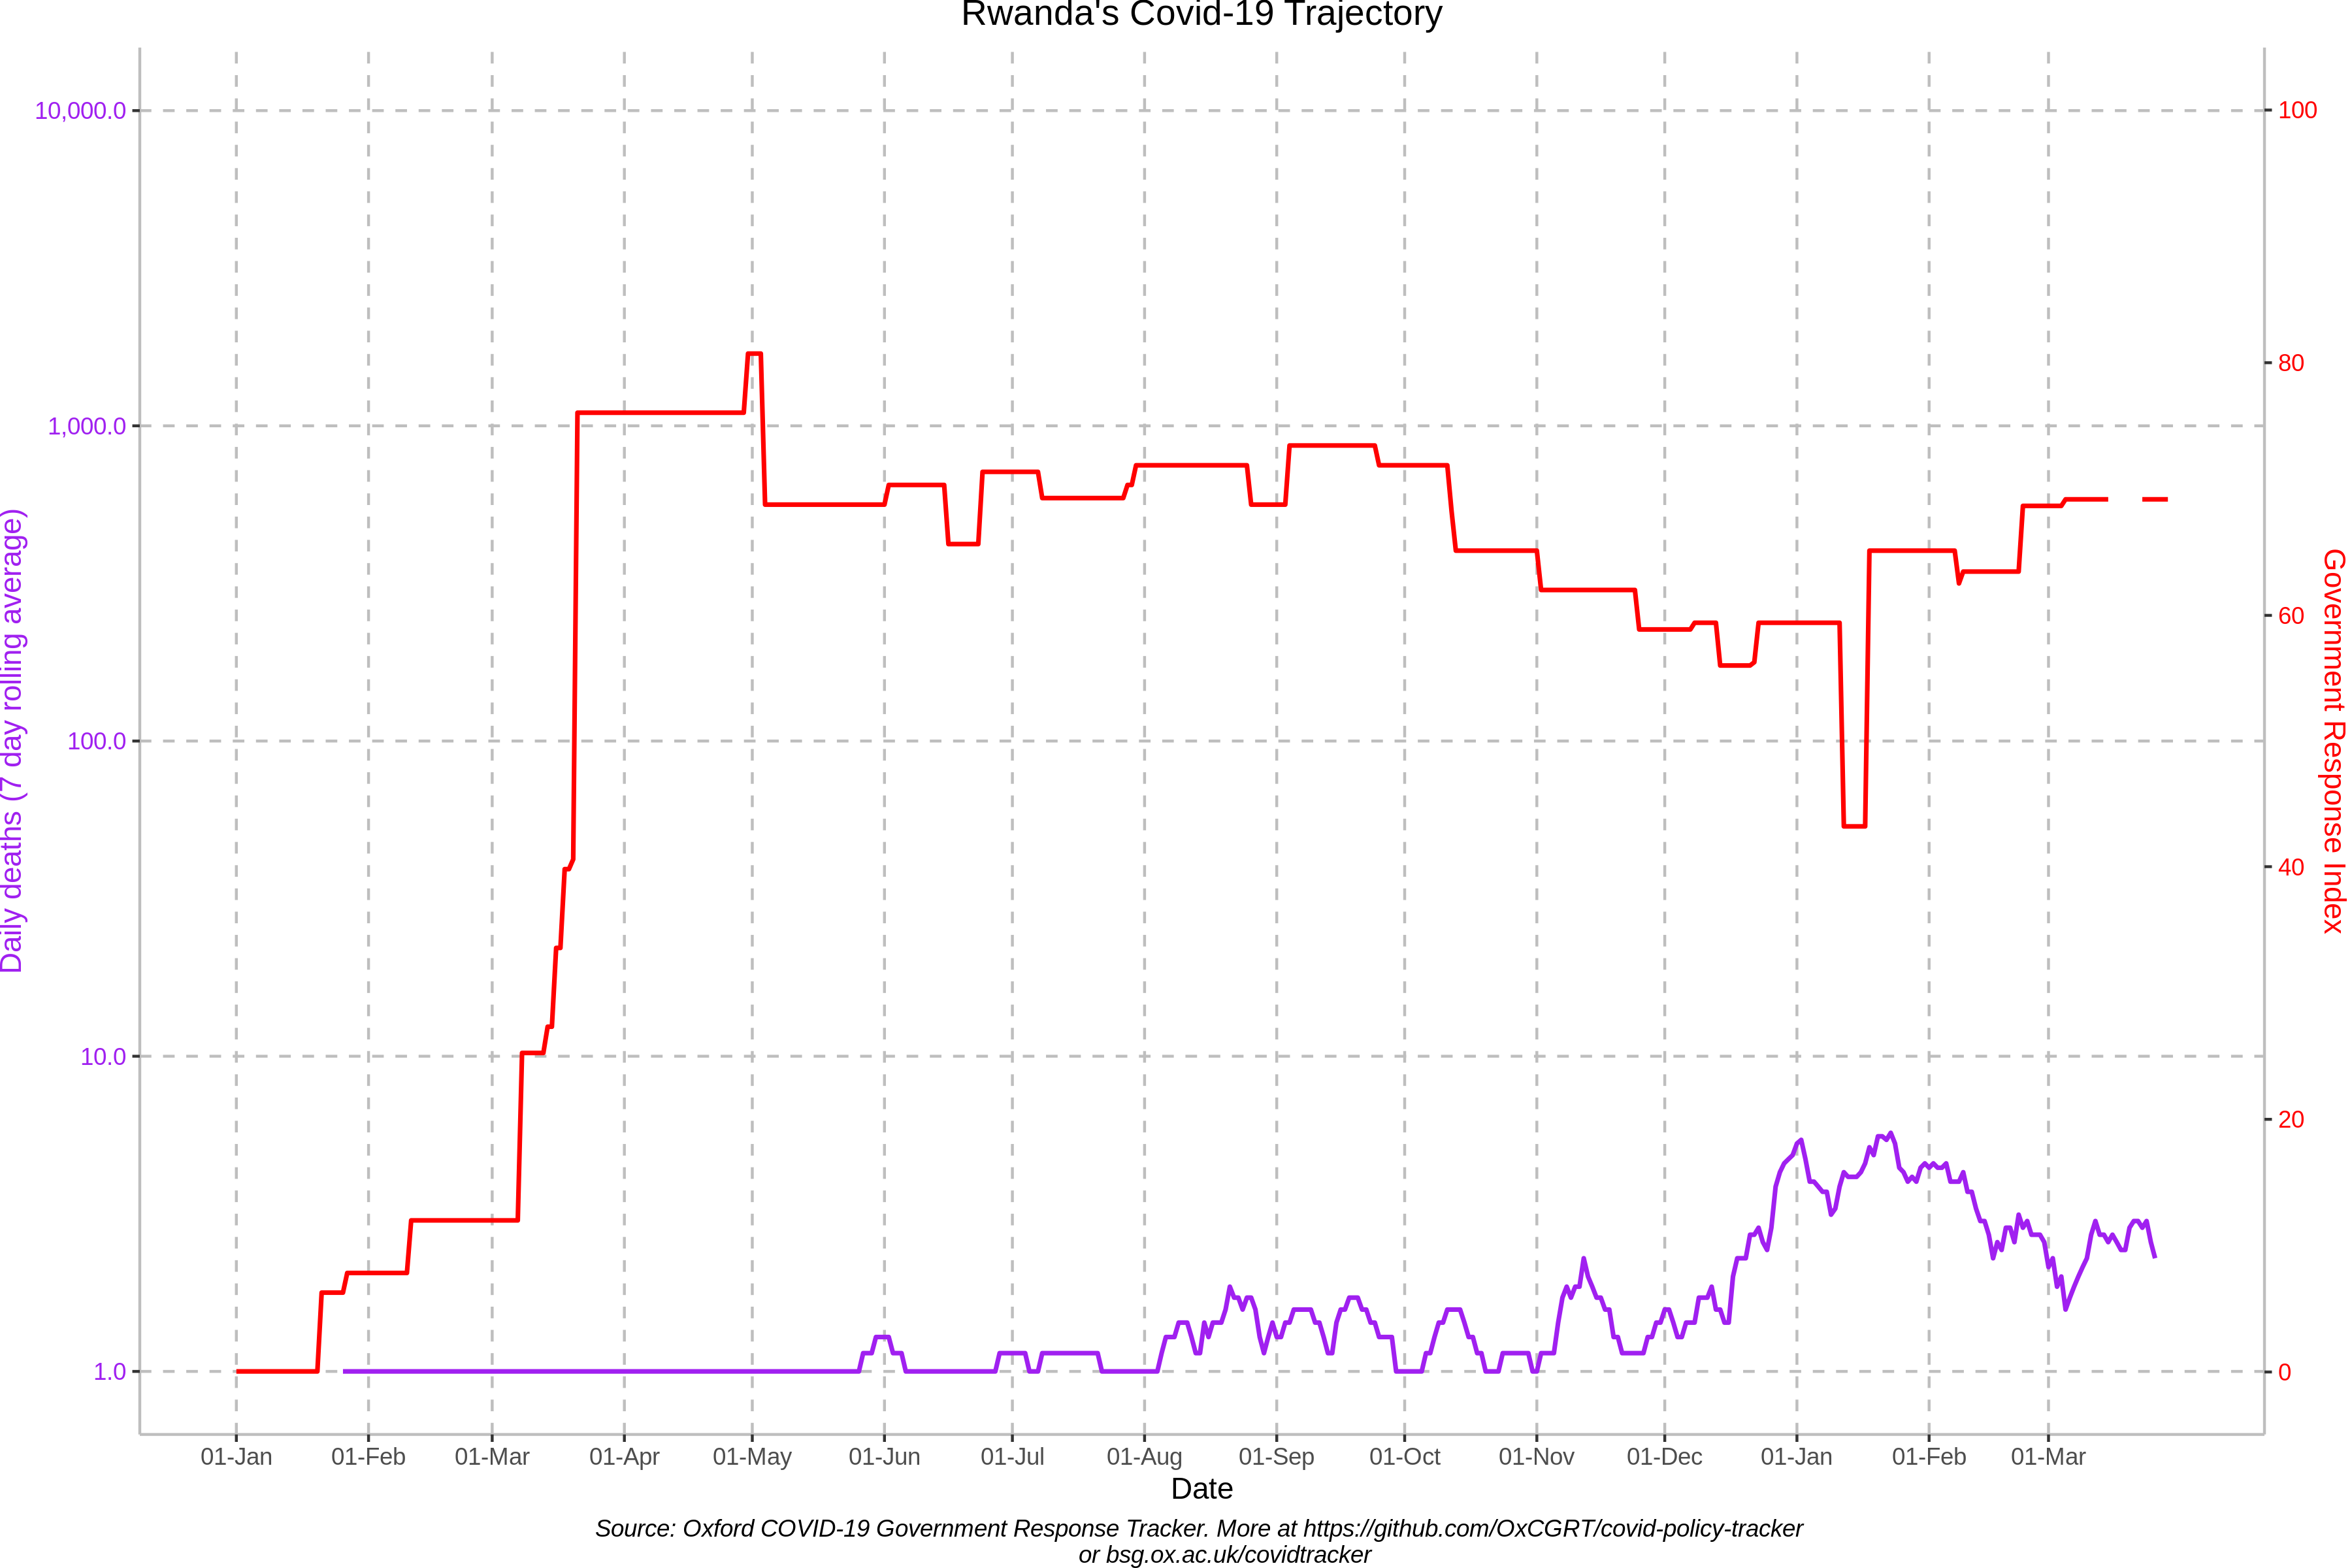 Rwanda's Covid-19 Trajectory
10,000.0
1,000.0
100.0
10.0
1.0
Daily deaths (7 day rolling average)
100
80
60
40
20
0
Government Response Index
01-Jan 01-Feb 01-Mar 01-Apr 01-May 01-Jun 01-Jul 01-Aug 01-Sep 01-Oct 01-Nov 01-Dec 01-Jan 01-Feb 01-Mar
Date
Source: Oxford COVID-19 Government Response Tracker. More at https://github.com/OxCGRT/covid-policy-tracker
or bsg.ox.ac.uk/covidtracker